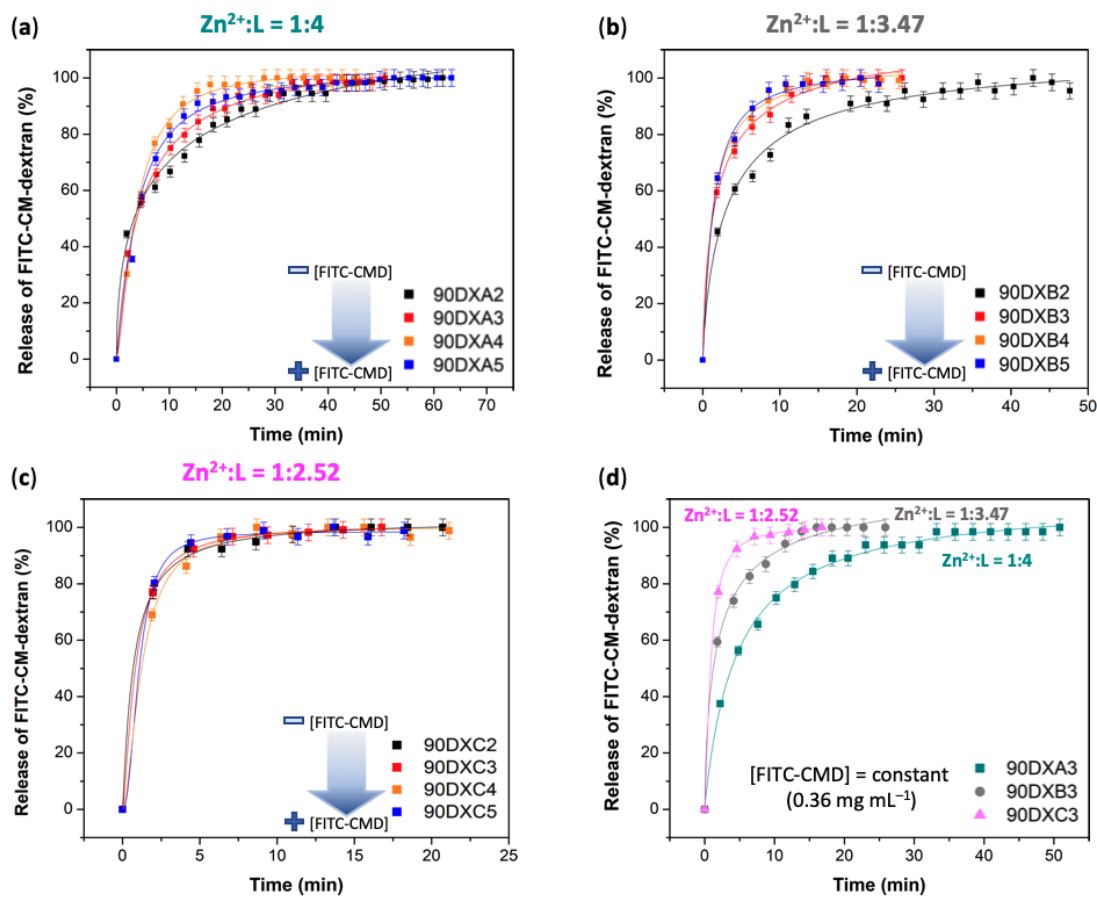 (a)
Zn²⁺:L = 1:4
Release of FITC-CM-dextran (%)
100
80
60
40
20
0
[FITC-CMD]
[FITC-CMD]
90DXA2
90DXA3
90DXA4
90DXA5
0 10 20 30 40 50 60 70
Time (min)
(b)
Zn²⁺:L = 1:3.47
Release of FITC-CM-dextran (%)
100
80
60
40
20
0
[FITC-CMD]
[FITC-CMD]
90DXB2
90DXB3
90DXB4
90DXB5
0 10 20 30 40 50
Time (min)
(c)
Zn²⁺:L = 1:2.52
Release of FITC-CM-dextran (%)
100
80
60
40
20
0
[FITC-CMD]
[FITC-CMD]
90DXC2
90DXC3
90DXC4
90DXC5
0 5 10 15 20 25
Time (min)
(d)
Release of FITC-CM-dextran (%)
100
80
60
40
20
0
Zn²⁺:L = 1:2.52
Zn²⁺:L = 1:3.47
Zn²⁺:L = 1:4
[FITC-CMD] = constant
(0.36 mg mL⁻¹)
90DXA3
90DXB3
90DXC3
0 10 20 30 40 50
Time (min)